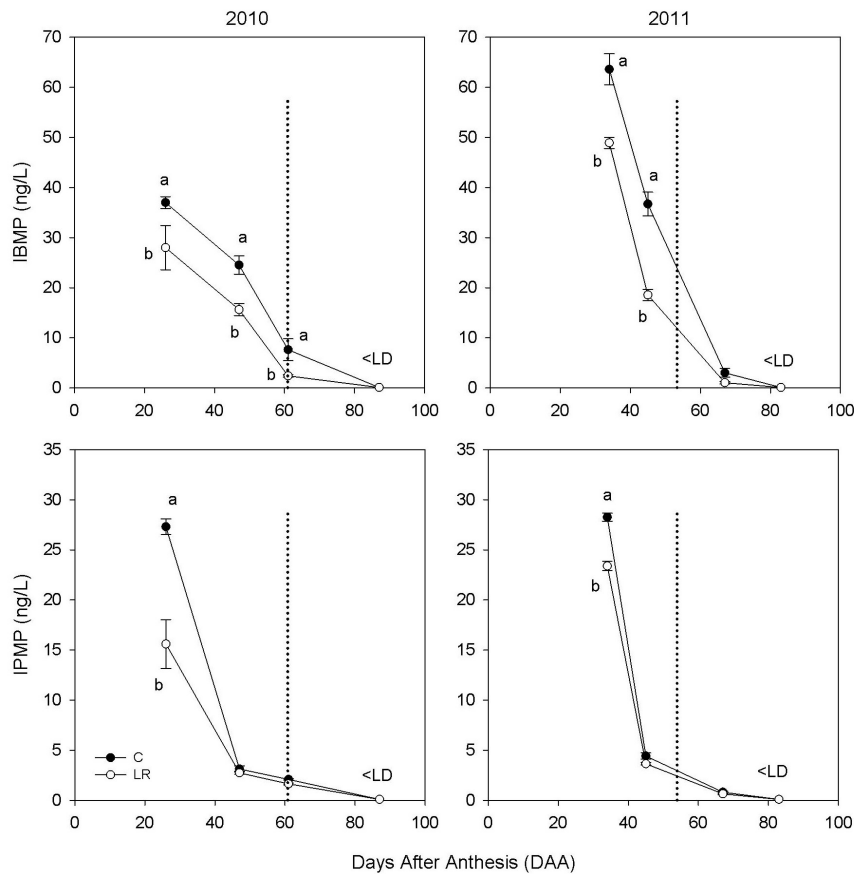 2010
2011
IBMP (ng/L)
70
60
50
40
30
20
10
0
a
b
a
b
a
b
<LD
0 20 40 60 80 100
70
60
50
40
30
20
10
0
a
b
a
b
<LD
0 20 40 60 80 100
IPMP (ng/L)
35
30
25
20
15
10
5
0
a
b
<LD
C
LR
0 20 40 60 80 100
35
30
25
20
15
10
5
0
a
b
<LD
0 20 40 60 80 100
Days After Anthesis (DAA)